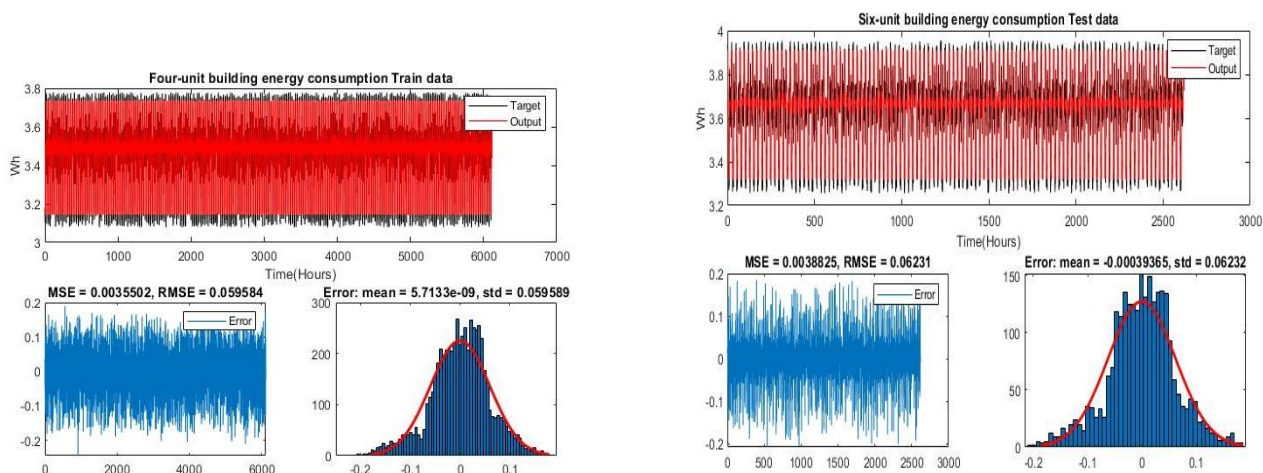 Four-unit building energy consumption Train data
3.8
3.6
3.4
3.2
3
Wh
Target
Output
0 1000 2000 3000 4000 5000 6000 7000
Time(Hours)
MSE = 0.0035502, RMSE = 0.059584
0.2
0.1
0
-0.1
-0.2
Error
0 2000 4000 6000
Error: mean = 5.7133e-09, std = 0.059589
300
200
100
0
-0.2 -0.1 0 0.1
Six-unit building energy consumption Test data
4
3.8
3.6
3.4
3.2
Wh
Target
Output
0 500 1000 1500 2000 2500 3000
Time(Hours)
MSE = 0.0038825, RMSE = 0.06231
0.2
0.1
0
-0.1
-0.2
Error
0 500 1000 1500 2000 2500 3000
Error: mean = -0.00039365, std = 0.06232
150
100
50
0
-0.2 -0.1 0 0.1